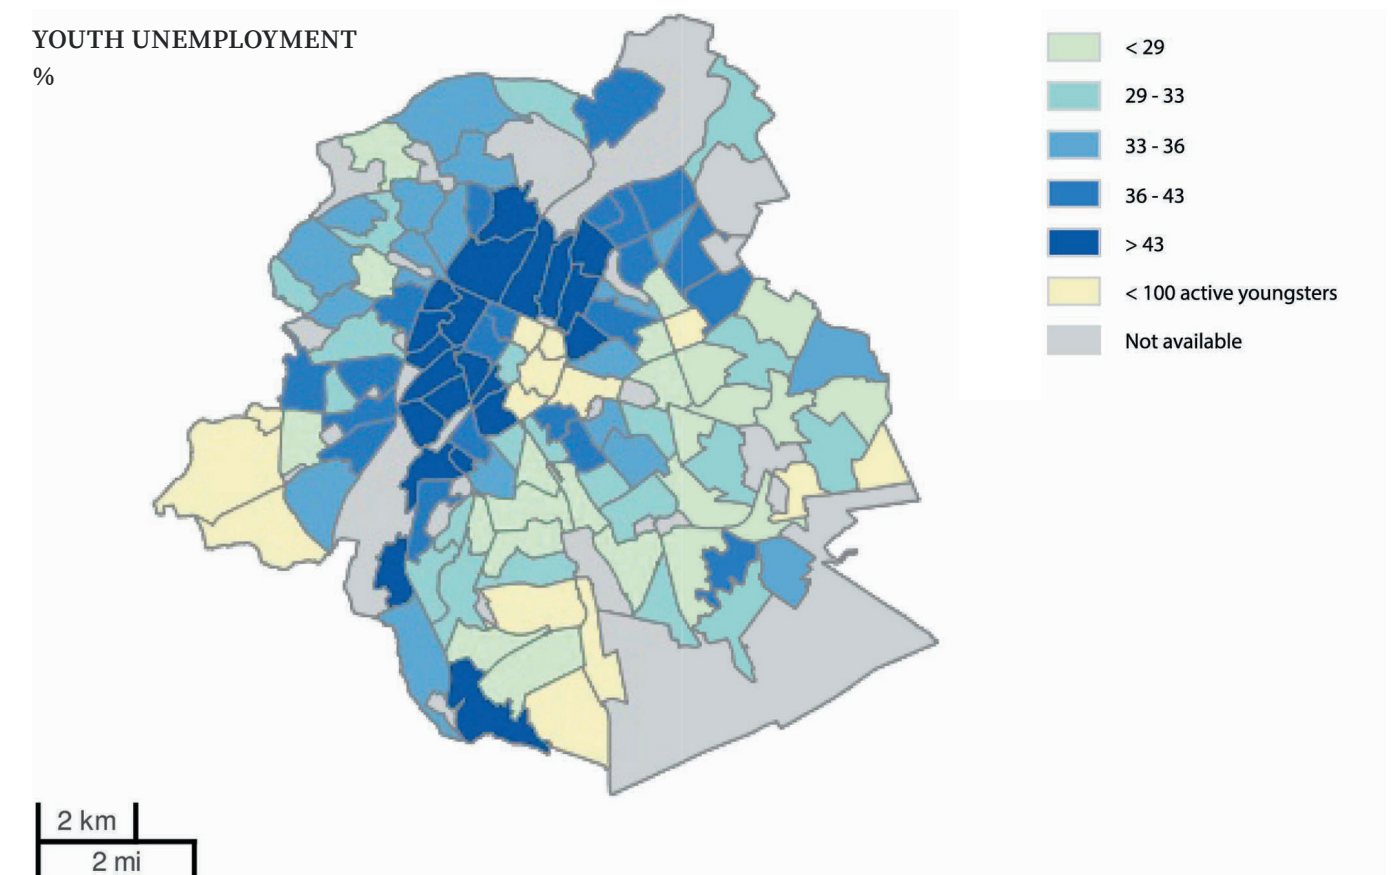 YOUTH UNEMPLOYMENT
%
< 29
29 - 33
33 - 36
36 - 43
> 43
< 100 active youngsters
Not available
2 km
2 mi